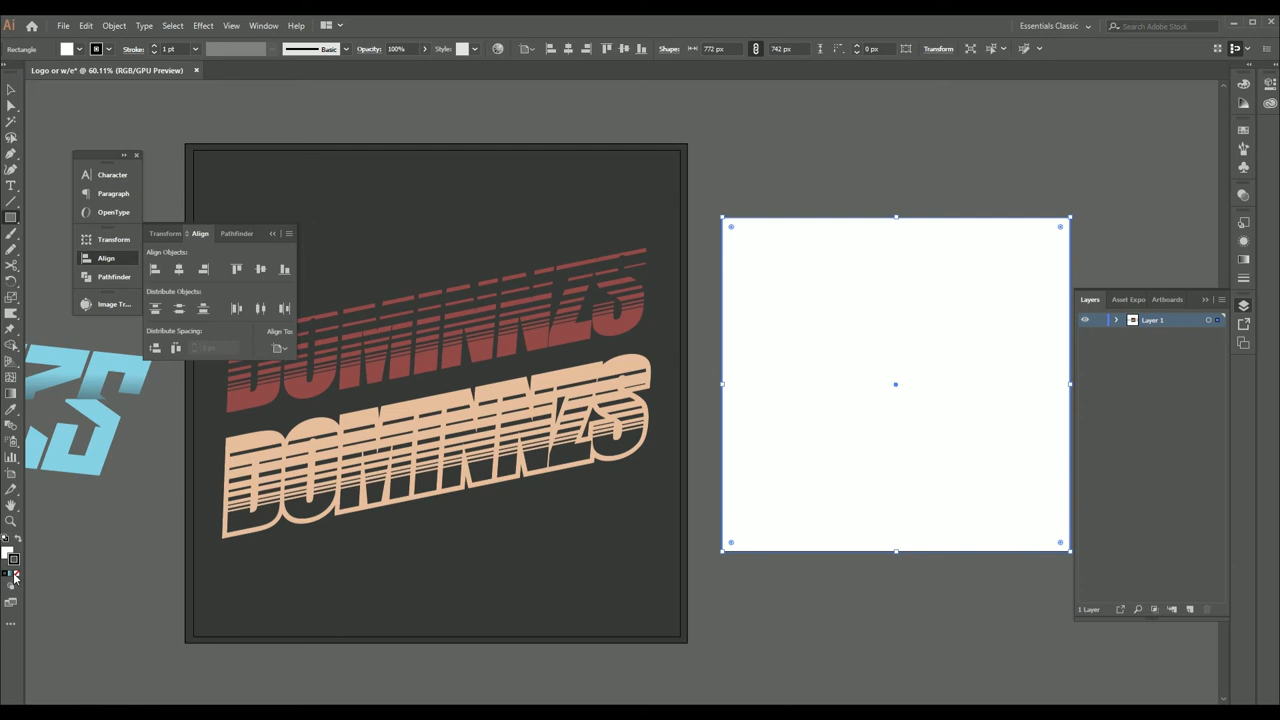 Ai File Edit Object Type Select Effect View Window Help Essentials Classic Search Adobe Stock
Rectangle Stroke: 1 pt Basic Opacity: 100% Style: Shape: 772 px 742 px 0 px Transform
Logo or w/e* @ 60.11% (RGB/GPU Preview) ×
Character
Paragraph
OpenType
Transform
Align
Pathfinder
Image Tr...
Transform Align Pathfinder
Align Objects:
Distribute Objects:
Distribute Spacing: Align To:
Layers Asset Expo Artboards
Layer 1
1 Layer